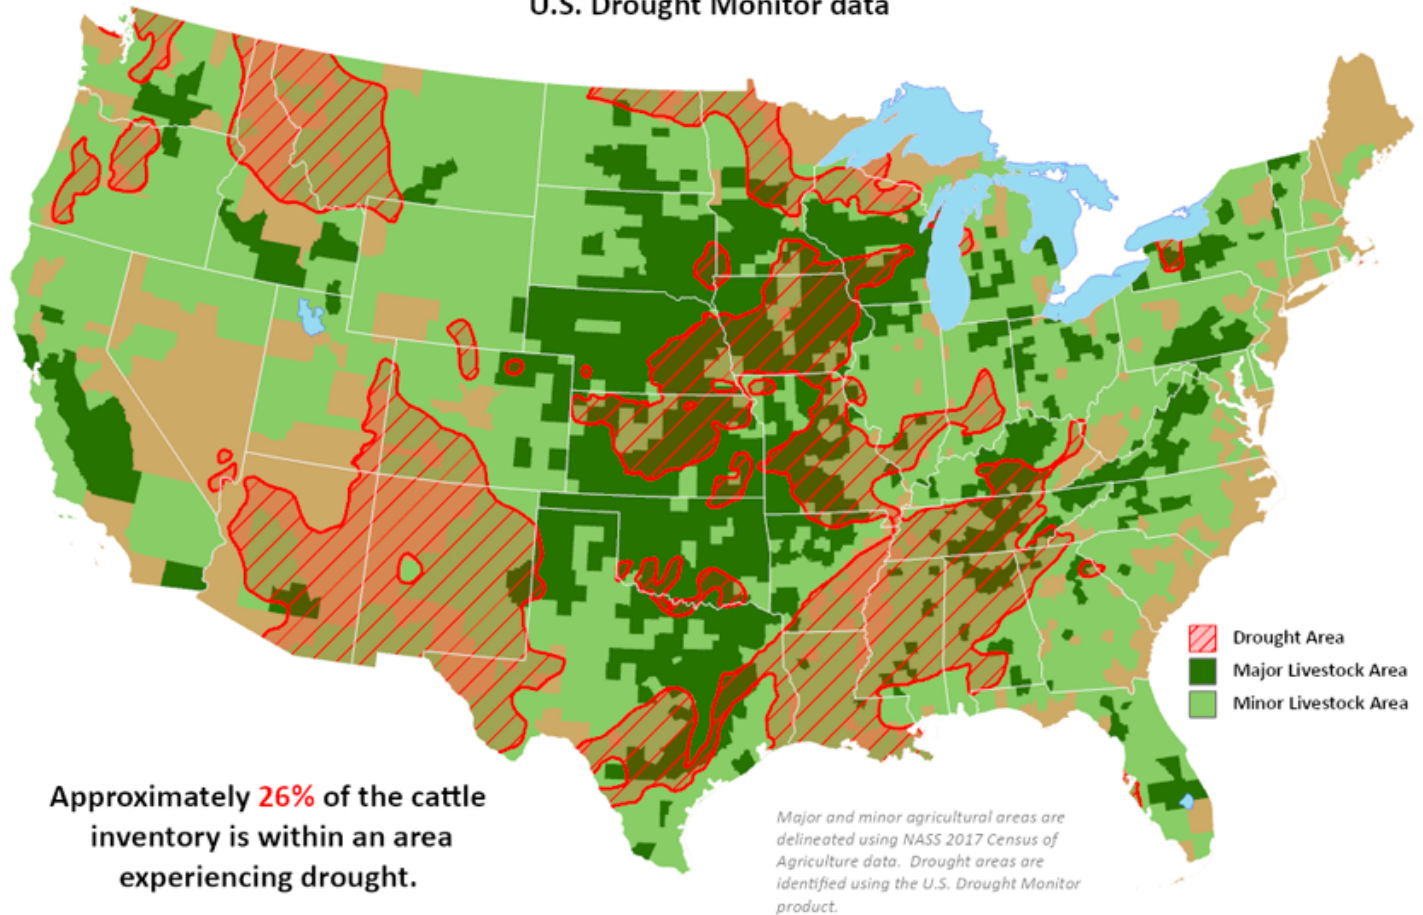 U.S. Drought Monitor data
Drought Area
Major Livestock Area
Minor Livestock Area
Approximately 26% of the cattle
inventory is within an area
experiencing drought.
Major and minor agricultural areas are
delineated using NASS 2017 Census of
Agriculture data.  Drought areas are
identified using the U.S. Drought Monitor
product.